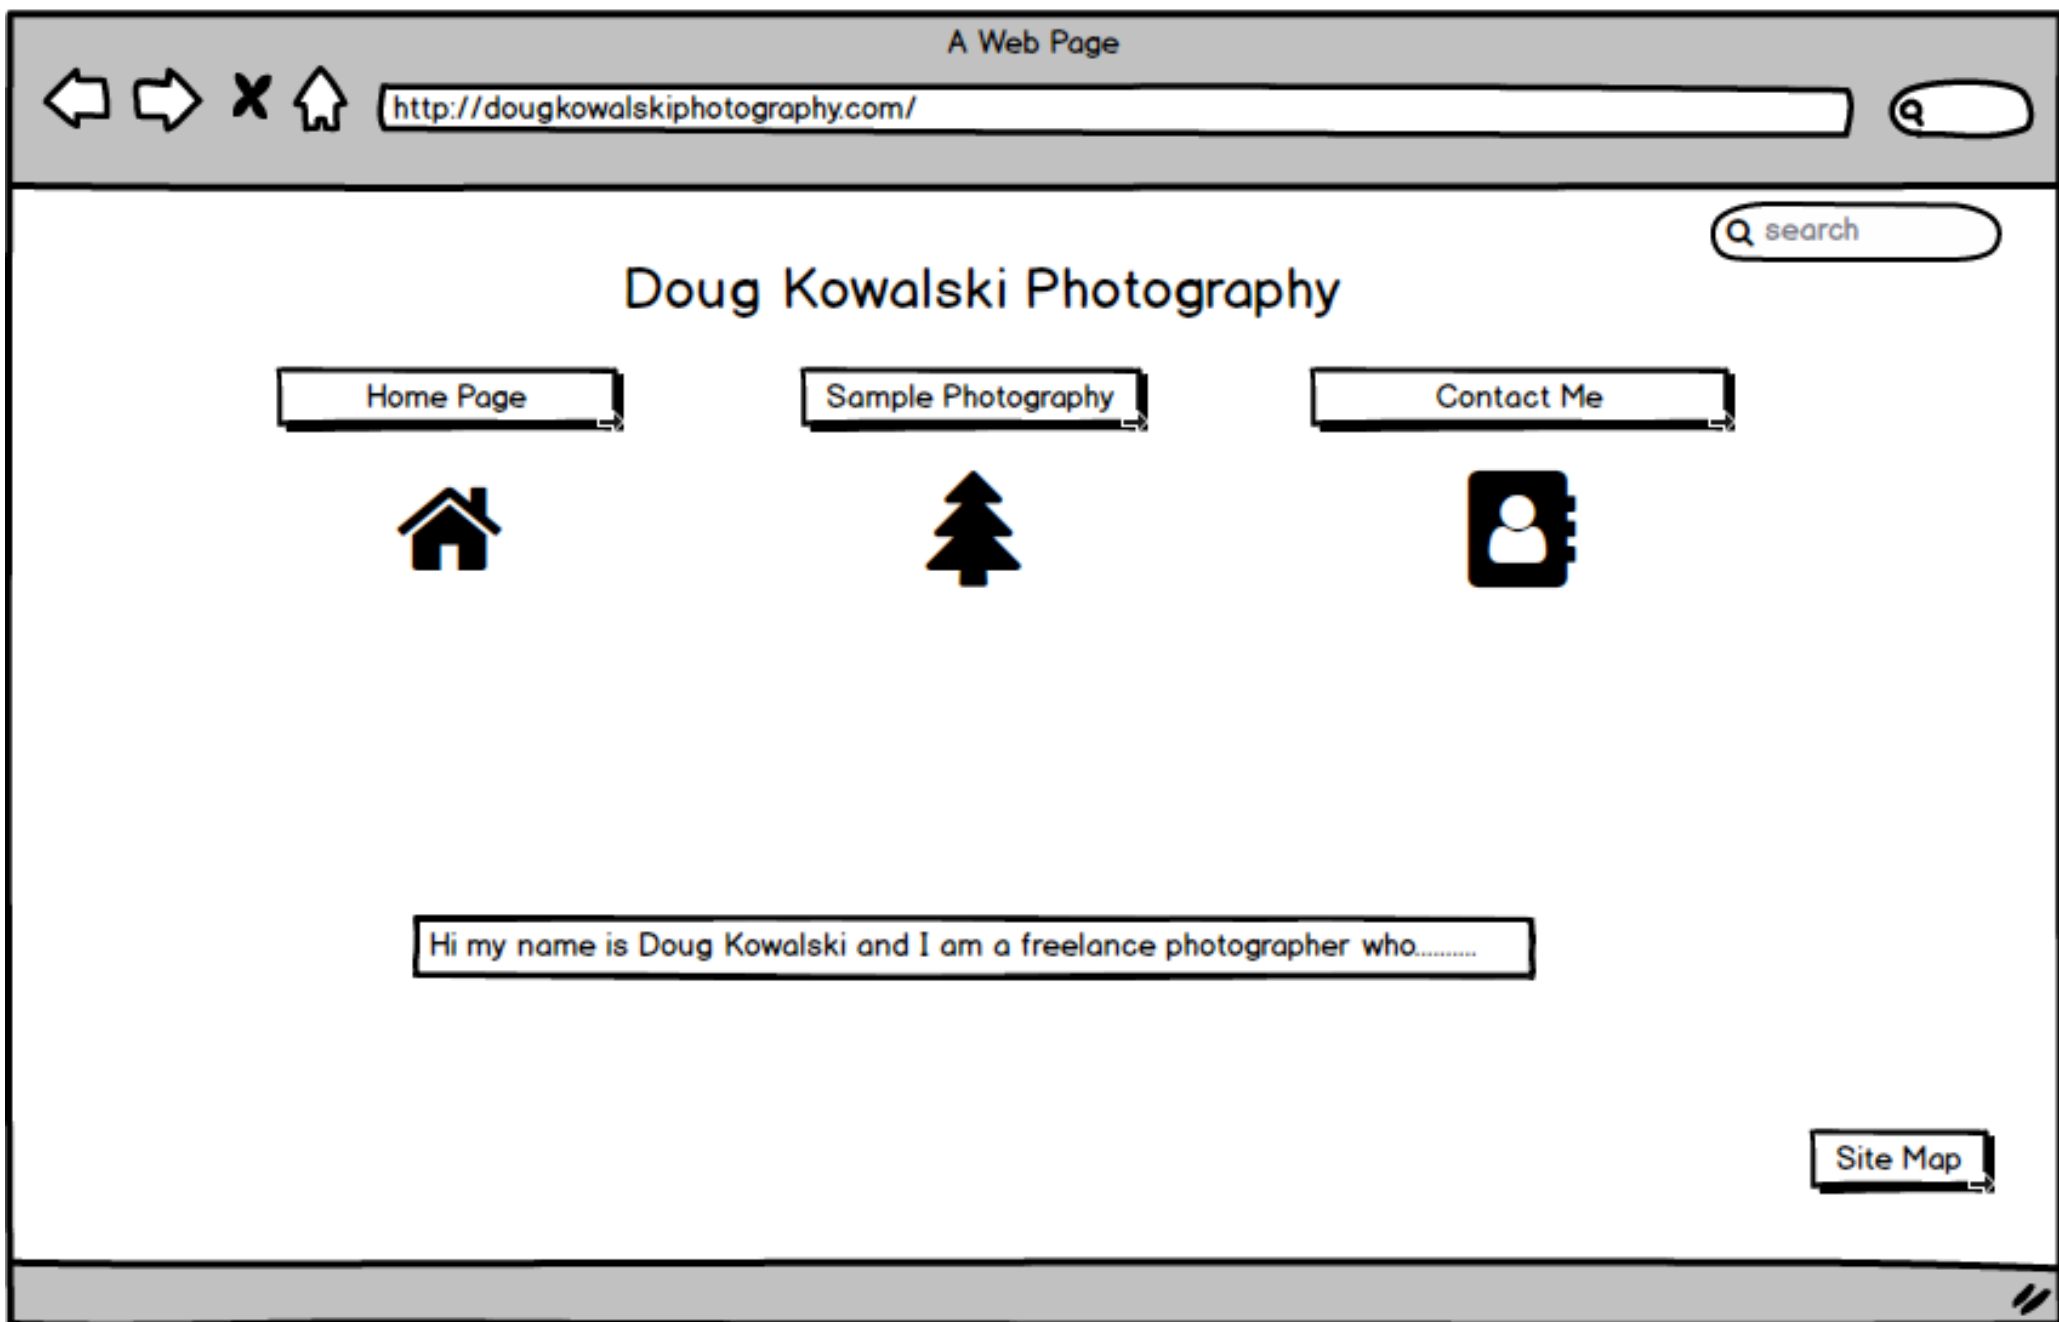 A Web Page
http://dougkowalskiphotography.com/
search
Doug Kowalski Photography
Home Page
Sample Photography
Contact Me
Hi my name is Doug Kowalski and I am a freelance photographer who..........
Site Map